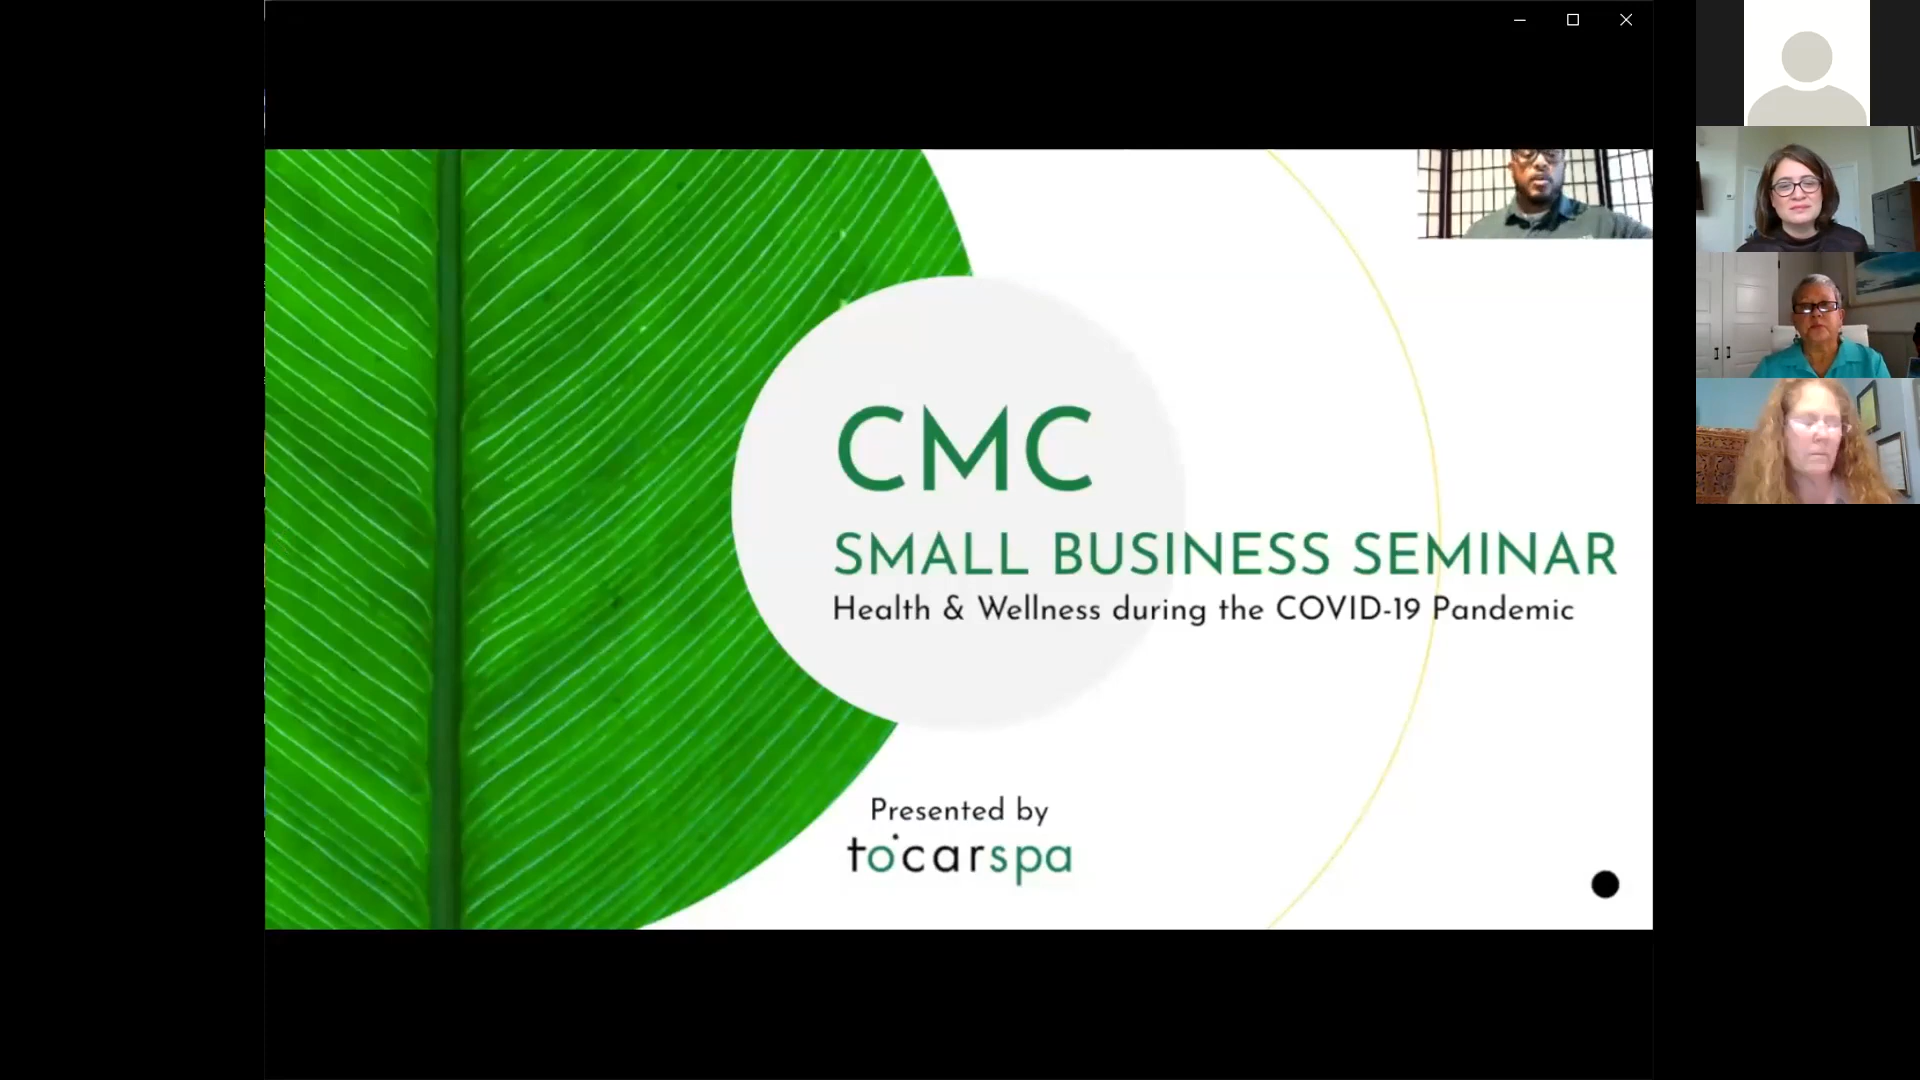 CMC
SMALL BUSINESS SEMINAR
Health & Wellness during the COVID-19 Pandemic
Presented by
tocarspa